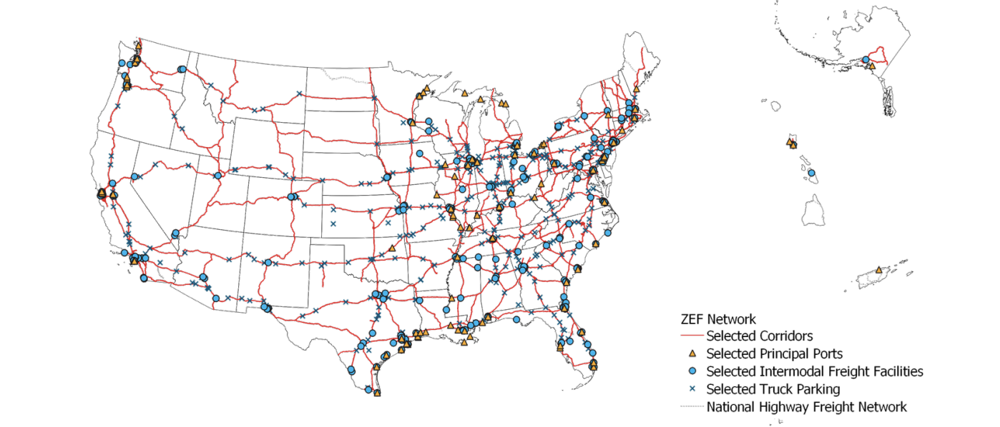 ZEF Network
Selected Corridors
Selected Principal Ports
Selected Intermodal Freight Facilities
Selected Truck Parking
National Highway Freight Network